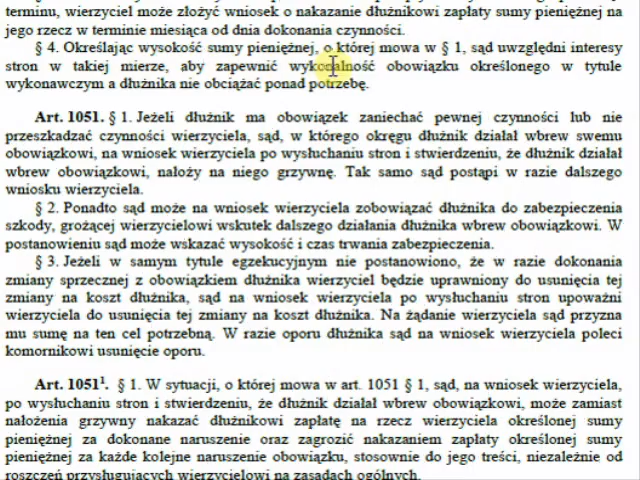 terminu, wierzyciel może złożyć wniosek o nakazanie dłużnikowi zapłaty sumy pieniężnej na
jego rzecz w terminie miesiąca od dnia dokonania czynności.
§ 4. Określając wysokość sumy pieniężnej, o której mowa w § 1, sąd uwzględni interesy
stron w takiej mierze, aby zapewnić wykonalność obowiązku określonego w tytule
wykonawczym a dłużnika nie obciążać ponad potrzebę.
Art. 1051. § 1. Jeżeli dłużnik ma obowiązek zaniechać pewnej czynności lub nie
przeszkadzać czynności wierzyciela, sąd, w którego okręgu dłużnik działał wbrew swemu
obowiązkowi, na wniosek wierzyciela po wysłuchaniu stron i stwierdzeniu, że dłużnik działał
wbrew obowiązkowi, nałoży na niego grzywnę. Tak samo sąd postąpi w razie dalszego
wniosku wierzyciela.
§ 2. Ponadto sąd może na wniosek wierzyciela zobowiązać dłużnika do zabezpieczenia
szkody, grożącej wierzycielowi wskutek dalszego działania dłużnika wbrew obowiązkowi. W
postanowieniu sąd może wskazać wysokość i czas trwania zabezpieczenia.
§ 3. Jeżeli w samym tytule egzekucyjnym nie postanowiono, że w razie dokonania
zmiany sprzecznej z obowiązkiem dłużnika wierzyciel będzie uprawniony do usunięcia tej
zmiany na koszt dłużnika, sąd na wniosek wierzyciela po wysłuchaniu stron upoważni
wierzyciela do usunięcia tej zmiany na koszt dłużnika. Na żądanie wierzyciela sąd przyzna
mu sumę na ten cel potrzebną. W razie oporu dłużnika sąd na wniosek wierzyciela poleci
komornikowi usunięcie oporu.
Art. 1051¹. § 1. W sytuacji, o której mowa w art. 1051 § 1, sąd, na wniosek wierzyciela,
po wysłuchaniu stron i stwierdzeniu, że dłużnik działał wbrew obowiązkowi, może zamiast
nałożenia grzywny nakazać dłużnikowi zapłatę na rzecz wierzyciela określonej sumy
pieniężnej za dokonane naruszenie oraz zagrozić nakazaniem zapłaty określonej sumy
pieniężnej za każde kolejne naruszenie obowiązku, stosownie do jego treści, niezależnie od
roszczeń przysługujących wierzycielowi na zasadach ogólnych.